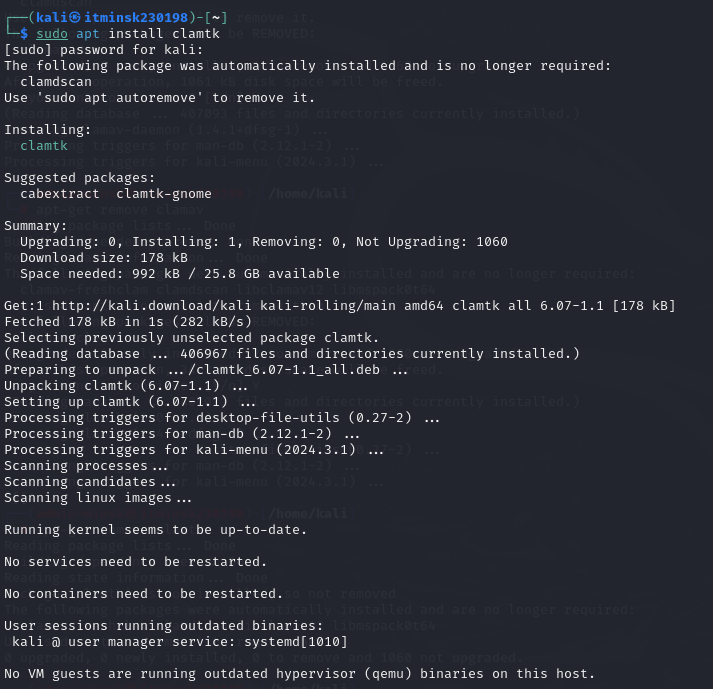 ┌──(kali㉿itminsk230198)-[~]
└─$ sudo apt install clamtk
[sudo] password for kali:
The following package was automatically installed and is no longer required:
  clamdscan
Use 'sudo apt autoremove' to remove it.
Installing:
  clamtk
Suggested packages:
  cabextract  clamtk-gnome
Summary:
  Upgrading: 0, Installing: 1, Removing: 0, Not Upgrading: 1060
  Download size: 178 kB
  Space needed: 992 kB / 25.8 GB available
Get:1 http://kali.download/kali kali-rolling/main amd64 clamtk all 6.07-1.1 [178 kB]
Fetched 178 kB in 1s (282 kB/s)
Selecting previously unselected package clamtk.
(Reading database ... 406967 files and directories currently installed.)
Preparing to unpack .../clamtk_6.07-1.1_all.deb ...
Unpacking clamtk (6.07-1.1) ...
Setting up clamtk (6.07-1.1) ...
Processing triggers for desktop-file-utils (0.27-2) ...
Processing triggers for man-db (2.12.1-2) ...
Processing triggers for kali-menu (2024.3.1) ...
Scanning processes...
Scanning candidates...
Scanning linux images...
Running kernel seems to be up-to-date.
No services need to be restarted.
No containers need to be restarted.
User sessions running outdated binaries:
 kali @ user manager service: systemd[1010]
No VM guests are running outdated hypervisor (qemu) binaries on this host.